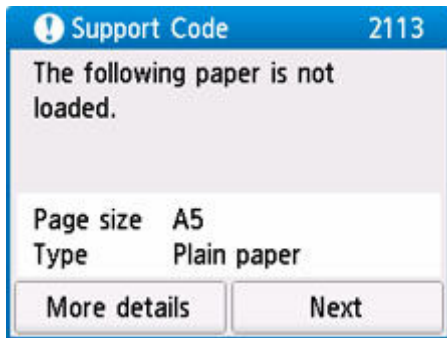 Support Code 2113
The following paper is not
loaded.
Page size A5
Type Plain paper
More details Next